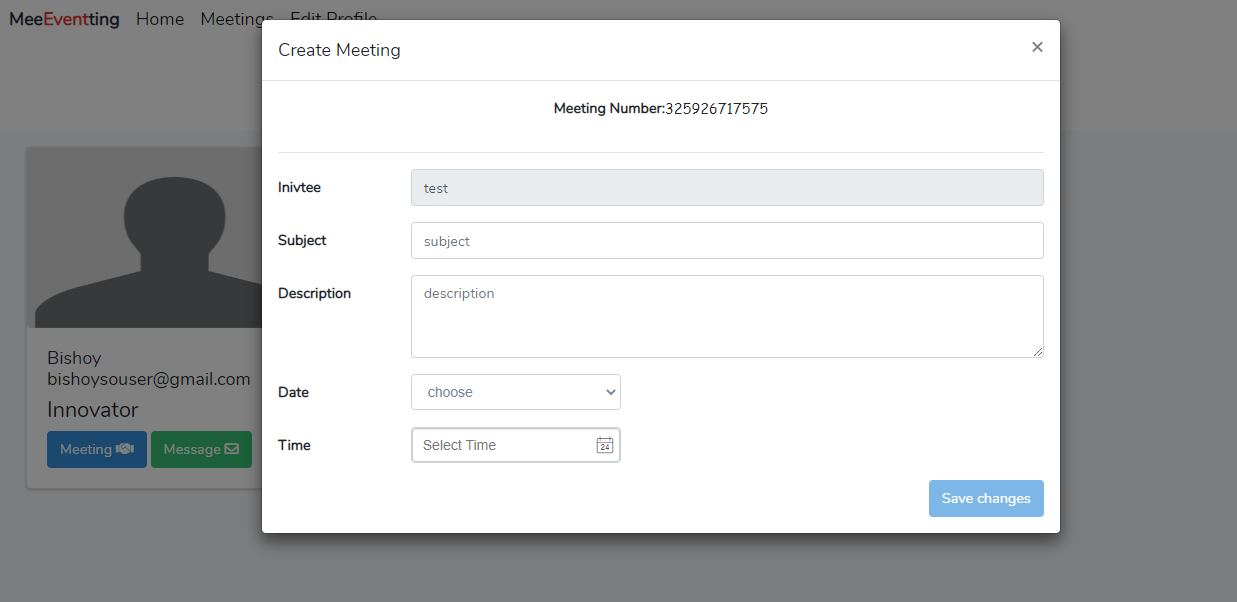 MeeEventting Home Meetings Edit Profile
Create Meeting ×
Meeting Number:325926717575
Inivtee test
Subject subject
Description description
Date choose
Time Select Time 24
Save changes
Bishoy
bishoysouser@gmail.com
Innovator
Meeting Message